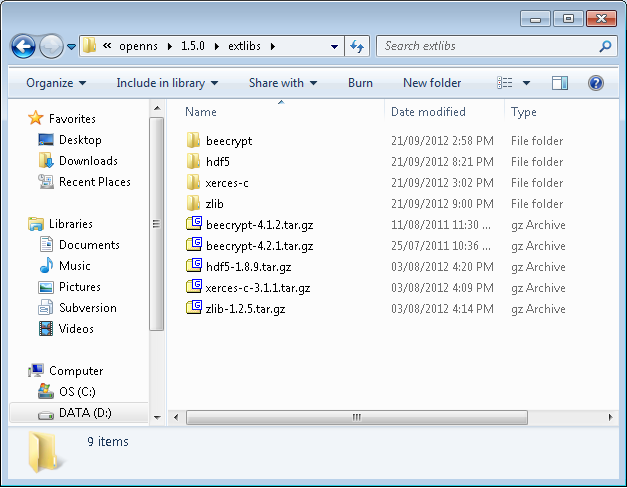 « openns 1.5.0 extlibs Search extlibs
Organize Include in library Share with Burn New folder
Favorites
Desktop
Downloads
Recent Places
Libraries
Documents
Music
Pictures
Subversion
Videos
Computer
OS (C:)
DATA (D:)
Name Date modified Type
beecrypt 21/09/2012 2:58 PM File folder
hdf5 21/09/2012 8:21 PM File folder
xerces-c 21/09/2012 3:02 PM File folder
zlib 21/09/2012 9:00 PM File folder
beecrypt-4.1.2.tar.gz 11/08/2011 11:30 ... gz Archive
beecrypt-4.2.1.tar.gz 25/07/2011 10:36 ... gz Archive
hdf5-1.8.9.tar.gz 03/08/2012 4:20 PM gz Archive
xerces-c-3.1.1.tar.gz 03/08/2012 4:09 PM gz Archive
zlib-1.2.5.tar.gz 03/08/2012 4:14 PM gz Archive
9 items